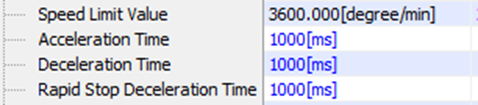 Speed Limit Value 3600.000[degree/min]
Acceleration Time 1000[ms]
Deceleration Time 1000[ms]
Rapid Stop Deceleration Time 1000[ms]